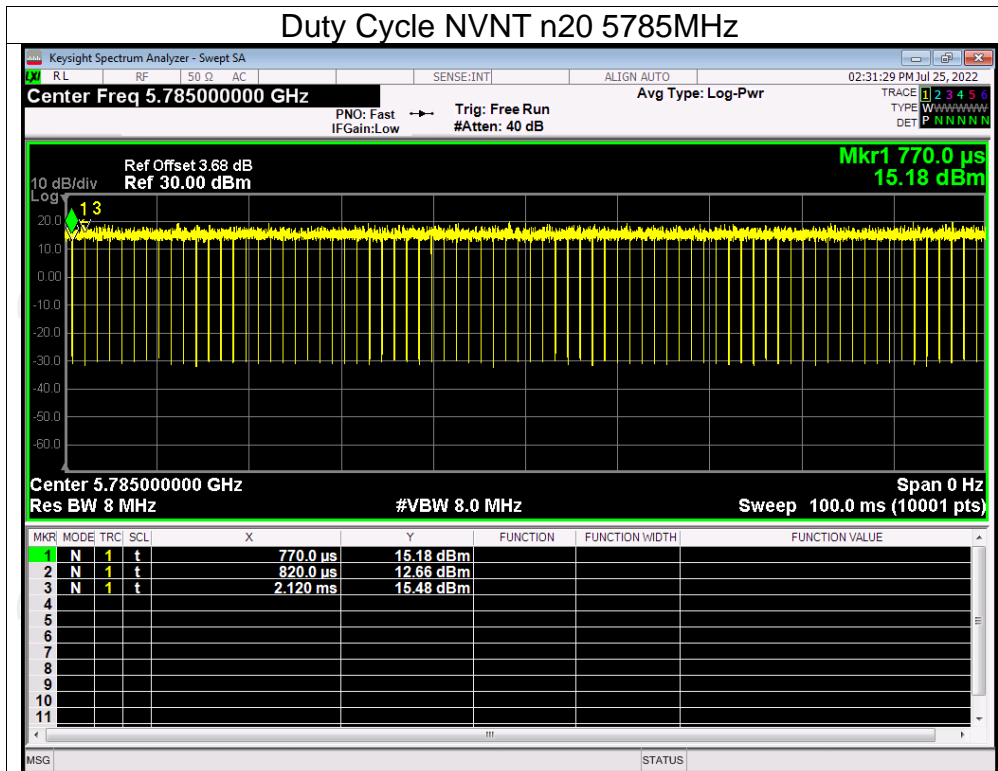 Duty Cycle NVNT n20 5785MHz
Keysight Spectrum Analyzer - Swept SA
LXI RL RF 50 Ω AC SENSE:INT ALIGN AUTO 02:31:29 PM Jul 25, 2022
Center Freq 5.785000000 GHz Avg Type: Log-Pwr TRACE 1 2 3 4 5 6
PNO: Fast Trig: Free Run TYPE WWWWWW
IFGain:Low #Atten: 40 dB DET P N N N N N
Mkr1 770.0 µs
Ref Offset 3.68 dB
10 dB/div Ref 30.00 dBm 15.18 dBm
Log
1 3
20.0
10.0
0.00
-10.0
-20.0
-30.0
-40.0
-50.0
-60.0
Center 5.785000000 GHz Span 0 Hz
Res BW 8 MHz #VBW 8.0 MHz Sweep 100.0 ms (10001 pts)
MKR MODE TRC SCL X Y FUNCTION FUNCTION WIDTH FUNCTION VALUE
1 N 1 t 770.0 µs 15.18 dBm
2 N 1 t 820.0 µs 12.66 dBm
3 N 1 t 2.120 ms 15.48 dBm
4
5
6
7
8
9
10
11
MSG STATUS